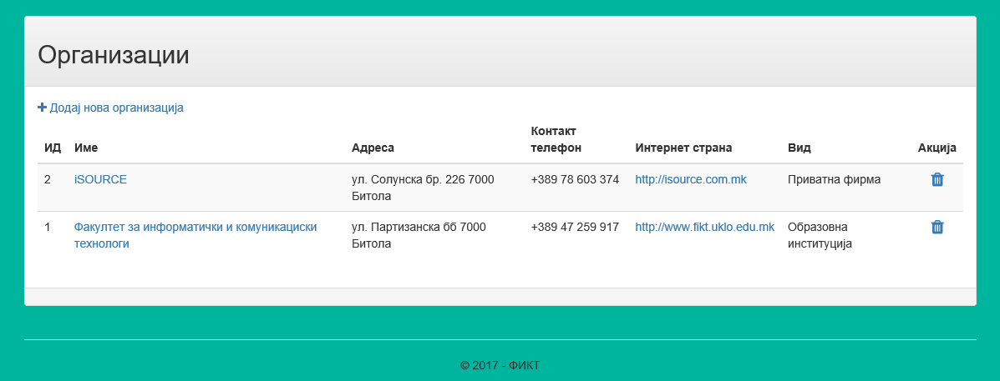 Организации
Додај нова организација
ИД Име Адреса Контакт телефон Интернет страна Вид Акција
2 iSOURCE ул. Солунска бр. 226 7000 Битола +389 78 603 374 http://isource.com.mk Приватна фирма
1 Факултет за информатички и комуникациски технологи ул. Партизанска бб 7000 Битола +389 47 259 917 http://www.fikt.uklo.edu.mk Образовна институција
© 2017 - ФИКТ